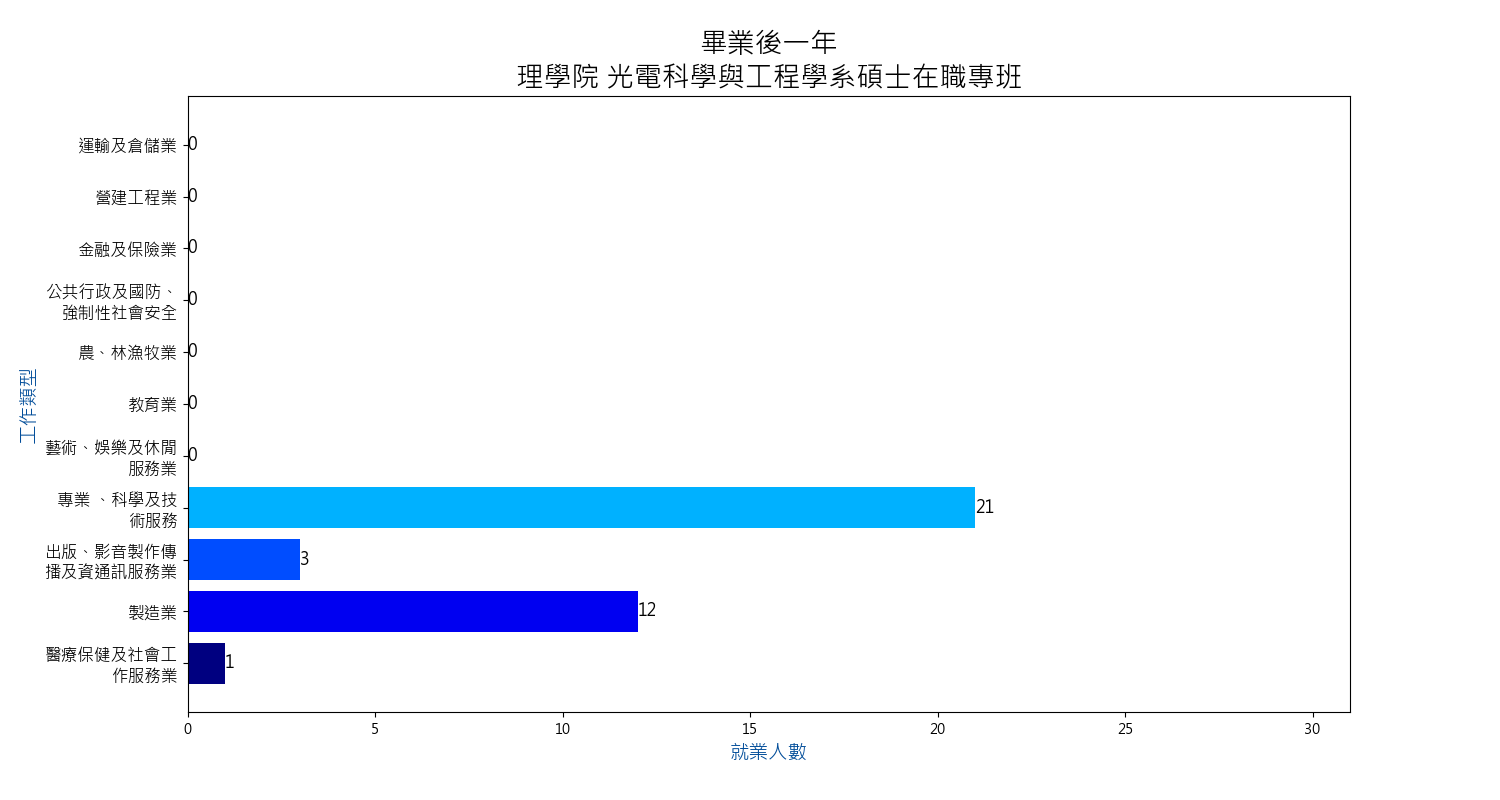 畢業後一年
理學院 光電科學與工程學系碩士在職專班
運輸及倉儲業
0
營建工程業
0
金融及保險業
0
公共行政及國防、
強制性社會安全
0
農、林漁牧業
0
教育業
0
藝術、娛樂及休閒
服務業
0
專業 、科學及技
術服務
21
出版、影音製作傳
播及資通訊服務業
3
製造業
12
醫療保健及社會工
作服務業
1
工作類型
0 5 10 15 20 25 30
就業人數